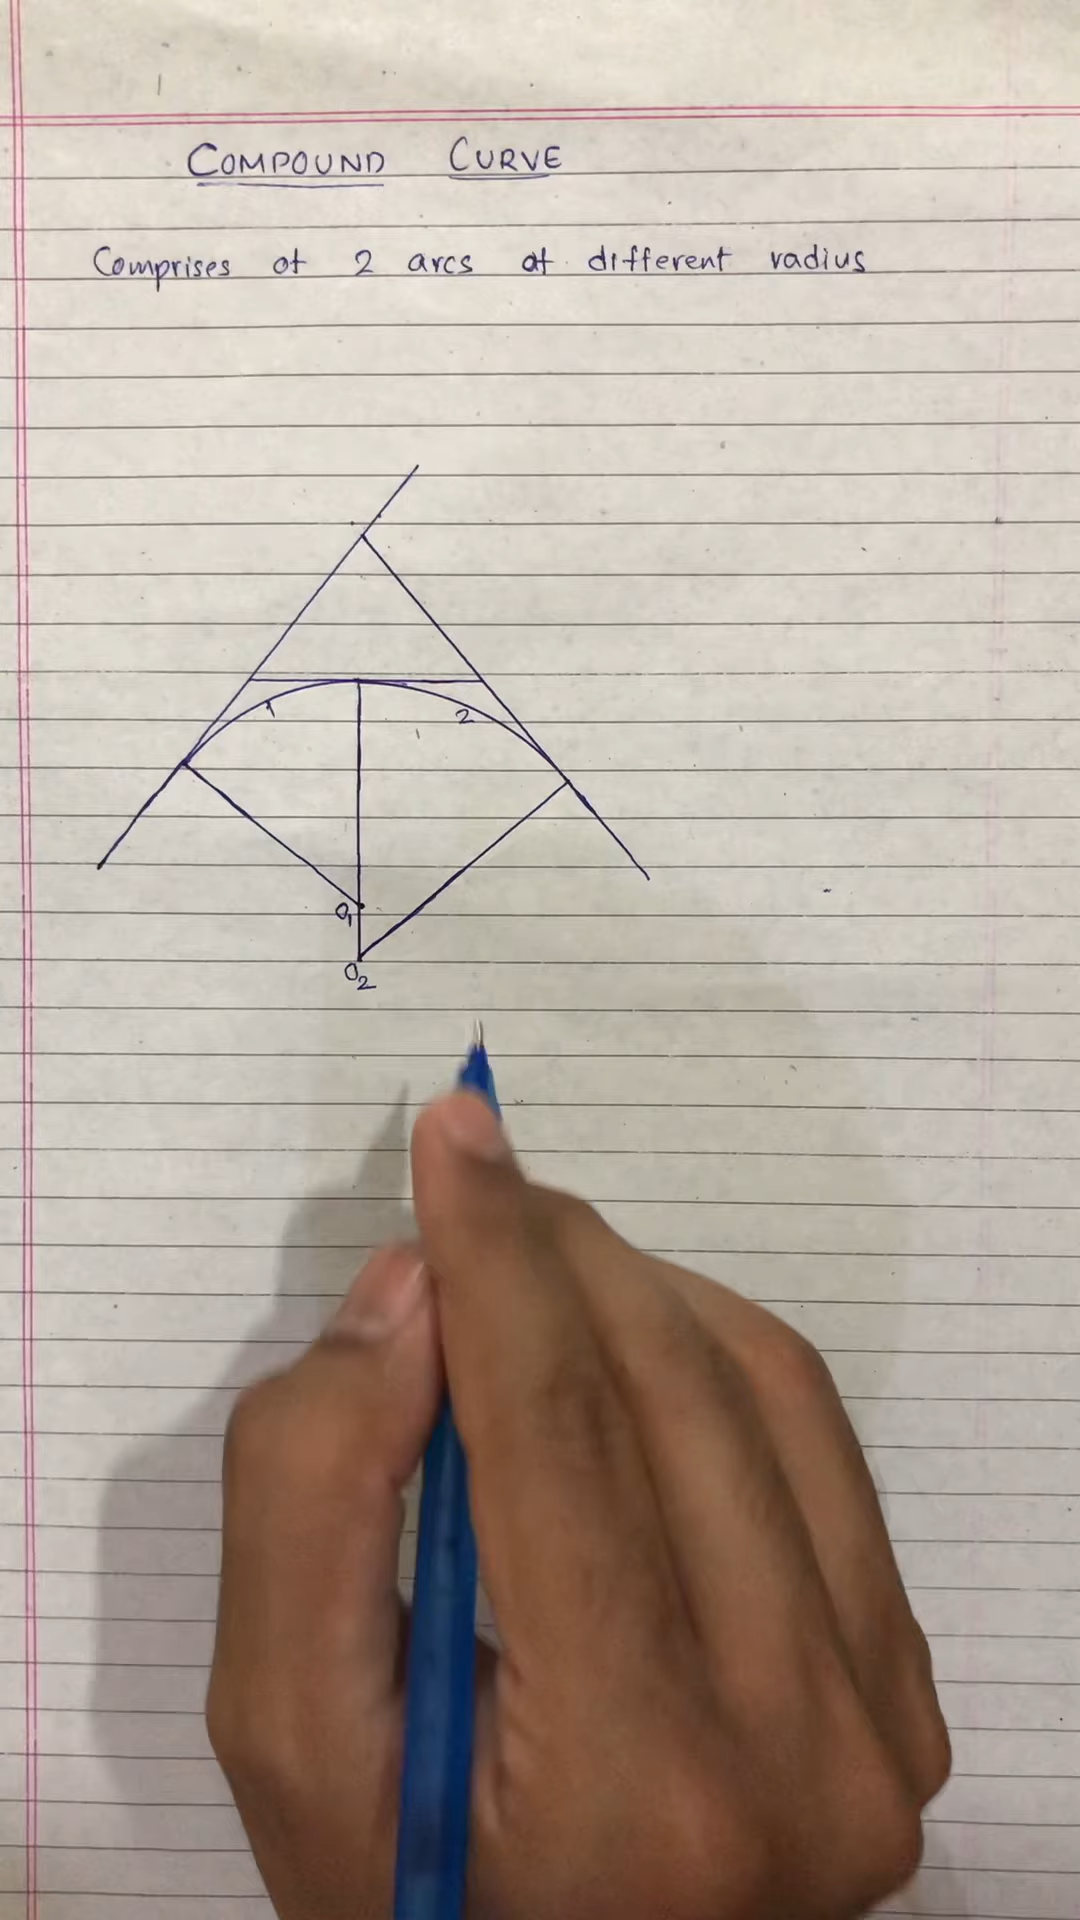 COMPOUND CURVE
Comprises of 2 arcs of different radius
1
2
O1
O2